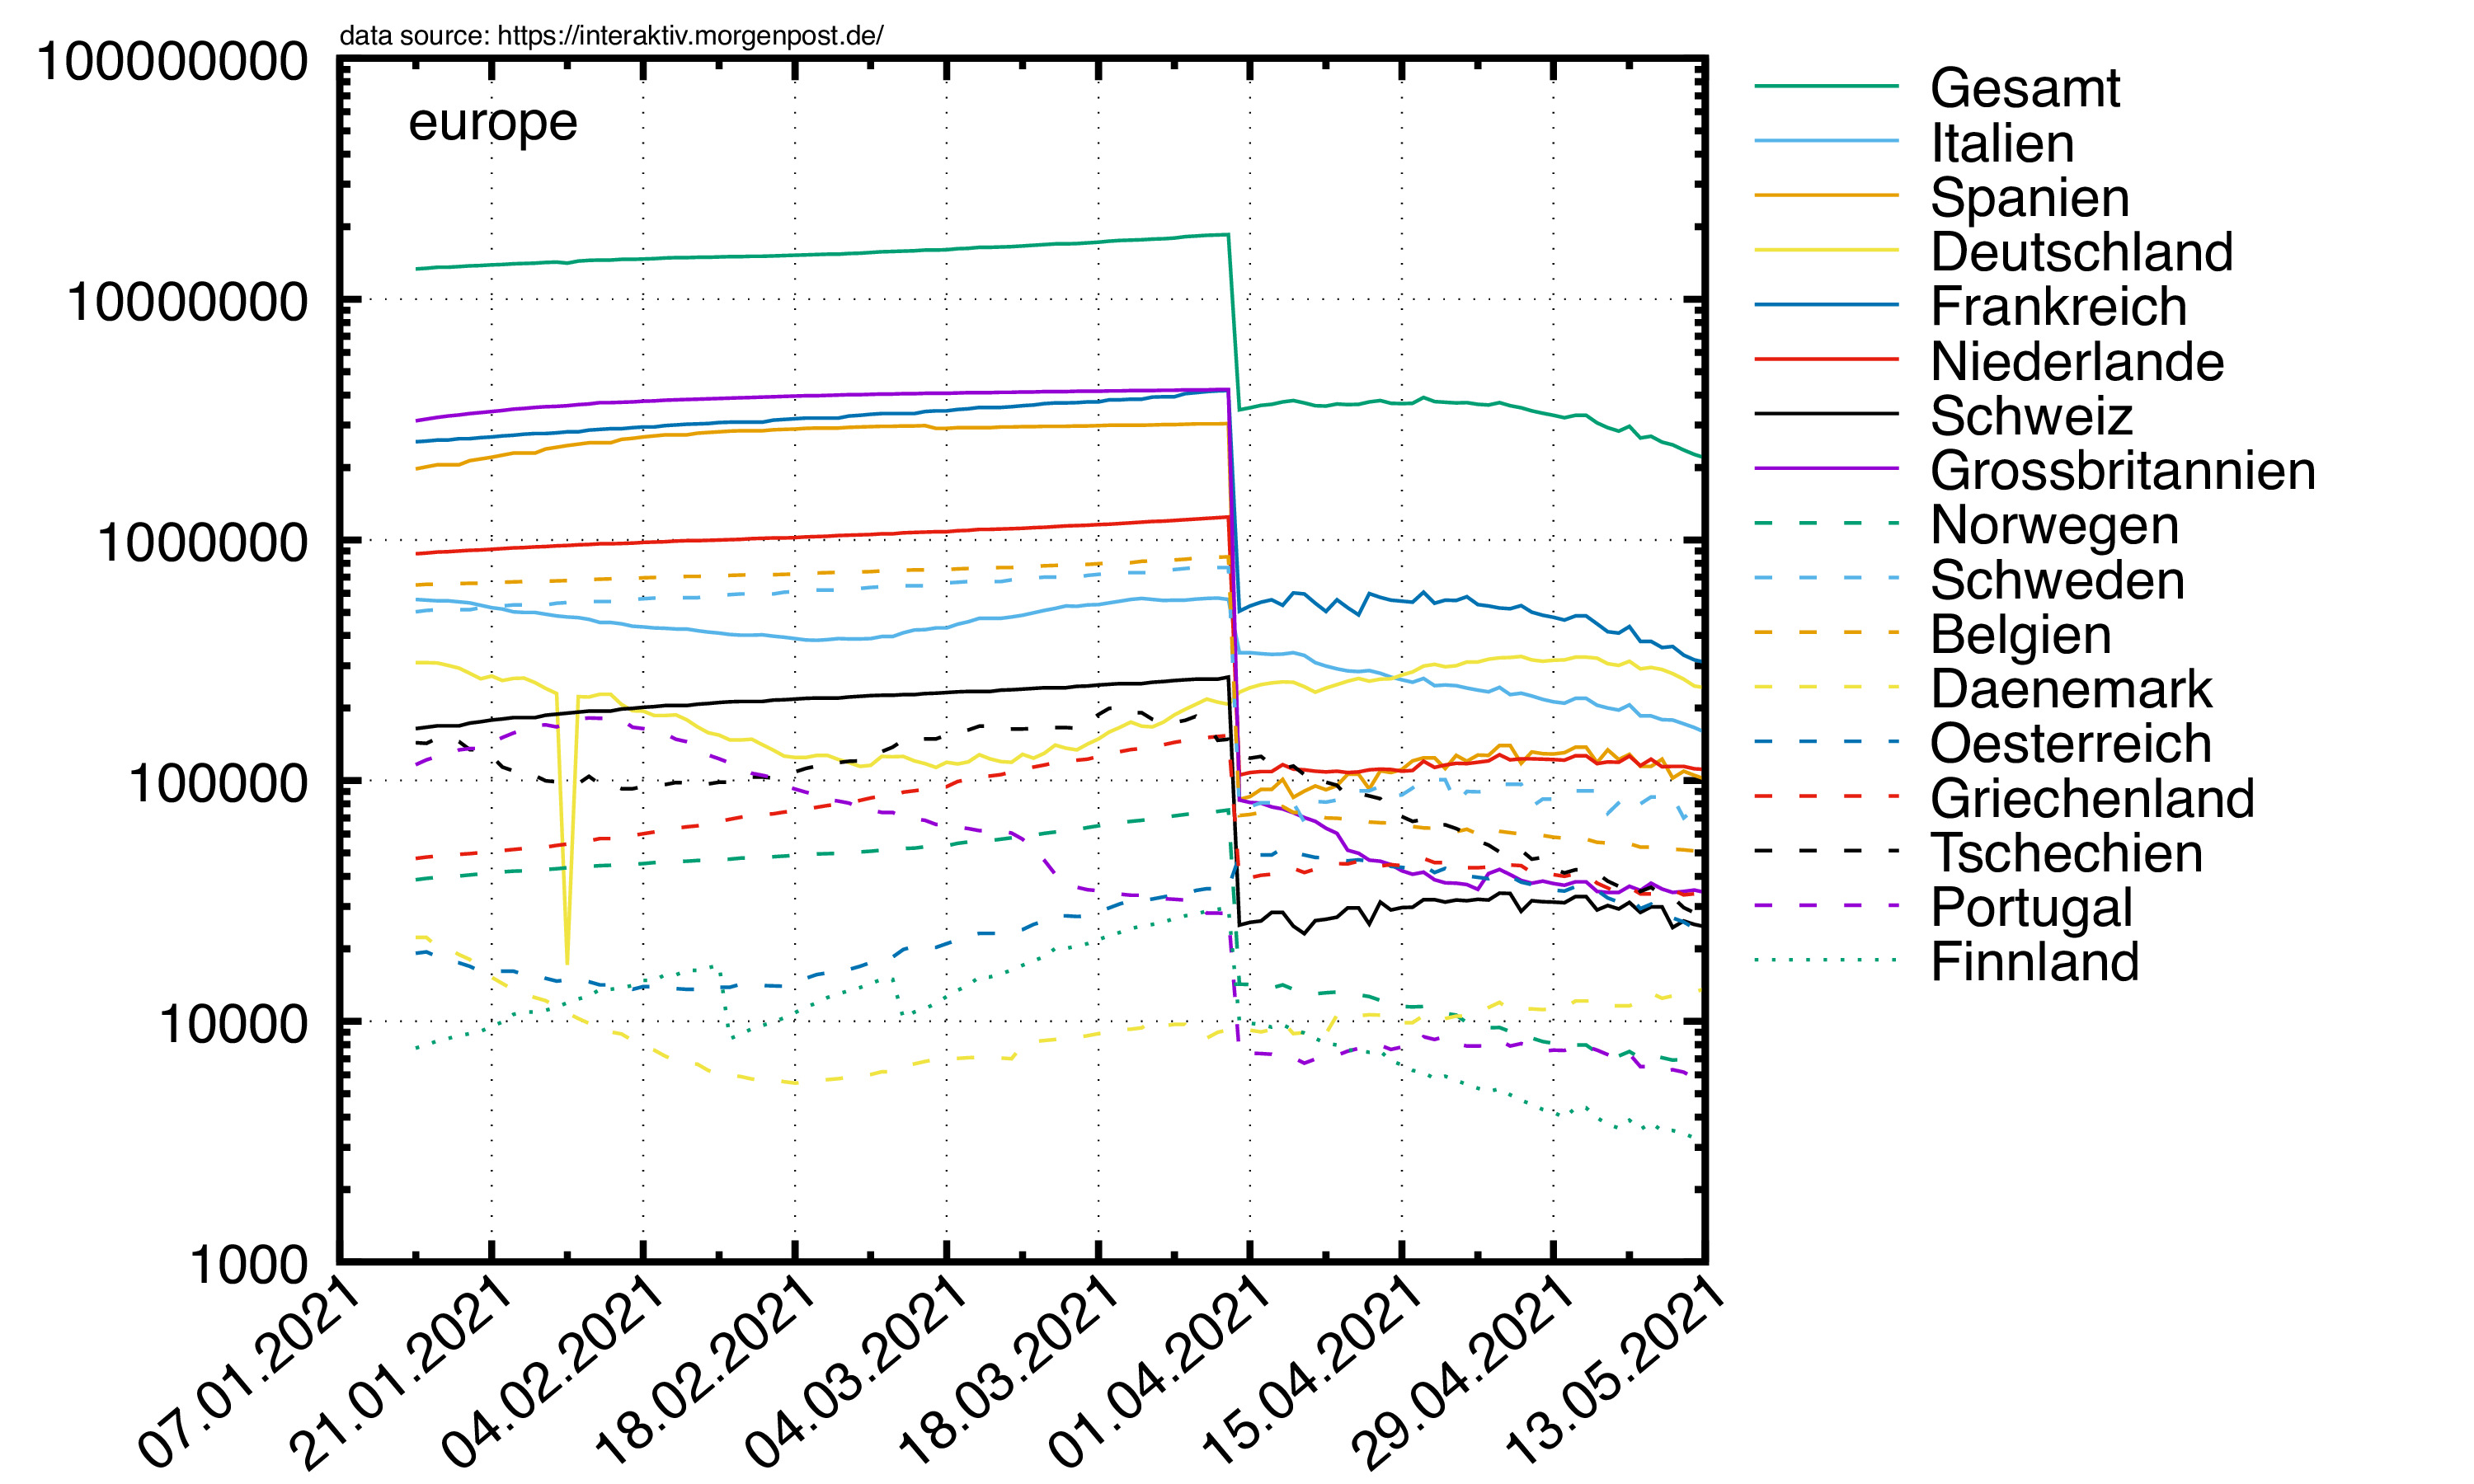 data source: https://interaktiv.morgenpost.de/
100000000
10000000
1000000
100000
10000
1000
europe
Gesamt
Italien
Spanien
Deutschland
Frankreich
Niederlande
Schweiz
Grossbritannien
Norwegen
Schweden
Belgien
Daenemark
Oesterreich
Griechenland
Tschechien
Portugal
Finnland
07.01.2021
21.01.2021
04.02.2021
18.02.2021
04.03.2021
18.03.2021
01.04.2021
15.04.2021
29.04.2021
13.05.2021